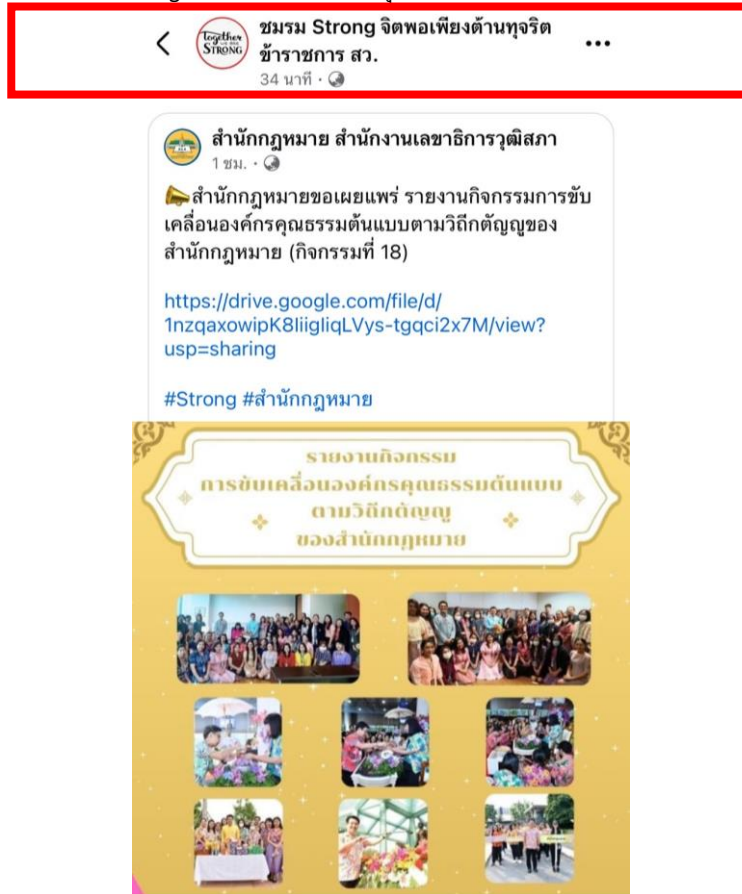 ชมรม Strong จิตพอเพียงต้านทุจริต
ข้าราชการ สว.
34 นาที ·
Together
STRONG
สำนักกฎหมาย สำนักงานเลขาธิการวุฒิสภา
1 ชม. ·
สำนักกฎหมายขอเผยแพร่ รายงานกิจกรรมการขับ
เคลื่อนองค์กรคุณธรรมต้นแบบตามวิถีกตัญญูของ
สำนักกฎหมาย (กิจกรรมที่ 18)
https://drive.google.com/file/d/
1nzqaxowipK8IiigliqLVys-tgqci2x7M/view?
usp=sharing
#Strong #สำนักกฎหมาย
รายงานกิจกรรม
การขับเคลื่อนองค์กรคุณธรรมต้นแบบ
ตามวิถีกตัญญู
ของสำนักกฎหมาย